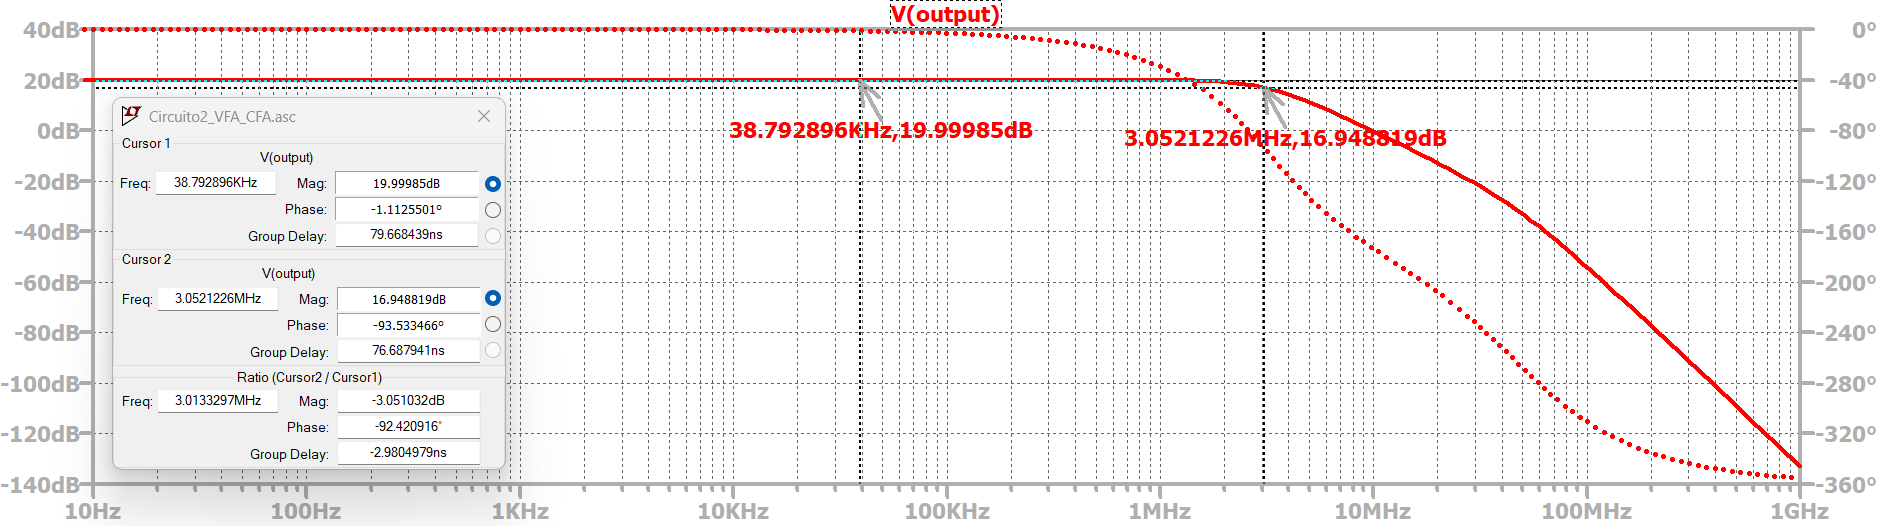 V(output)
40dB
20dB
0dB
-20dB
-40dB
-60dB
-80dB
-100dB
-120dB
-140dB
0°
-40°
-80°
-120°
-160°
-200°
-240°
-280°
-320°
-360°
10Hz
100Hz
1KHz
10KHz
100KHz
1MHz
10MHz
100MHz
1GHz
38.792896KHz,19.99985dB
3.0521226MHz,16.948819dB
Circuito2_VFA_CFA.asc
Cursor 1
V(output)
Freq: 38.792896KHz Mag: 19.99985dB
Phase: -1.1125501°
Group Delay: 79.668439ns
Cursor 2
V(output)
Freq: 3.0521226MHz Mag: 16.948819dB
Phase: -93.533466°
Group Delay: 76.687941ns
Ratio (Cursor2 / Cursor1)
Freq: 3.0133297MHz Mag: -3.051032dB
Phase: -92.420916°
Group Delay: -2.9804979ns